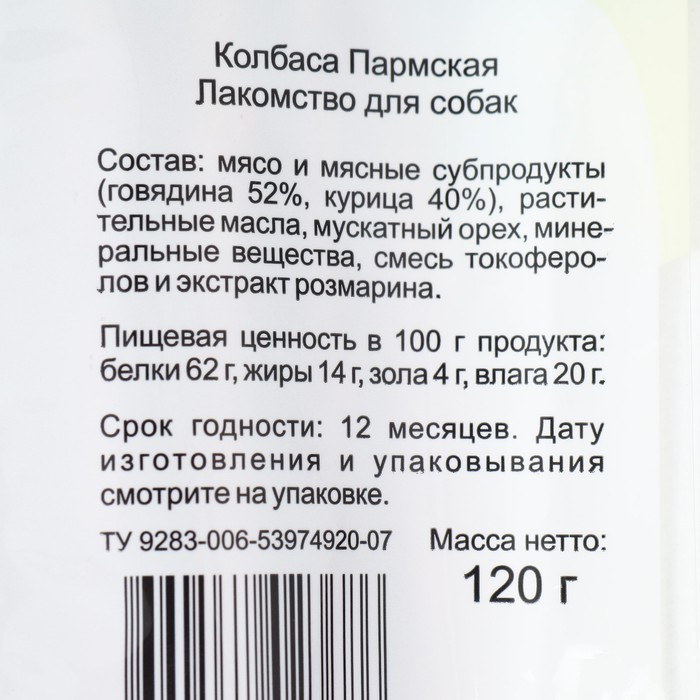 Колбаса Пармская
Лакомство для собак
Состав: мясо и мясные субпродукты
(говядина 52%, курица 40%), расти-
тельные масла, мускатный орех, мине-
ральные вещества, смесь токоферо-
лов и экстракт розмарина.
Пищевая ценность в 100 г продукта:
белки 62 г, жиры 14 г, зола 4 г, влага 20 г.
Срок годности: 12 месяцев. Дату
изготовления и упаковывания
смотрите на упаковке.
ТУ 9283-006-53974920-07 Масса нетто:
120 г